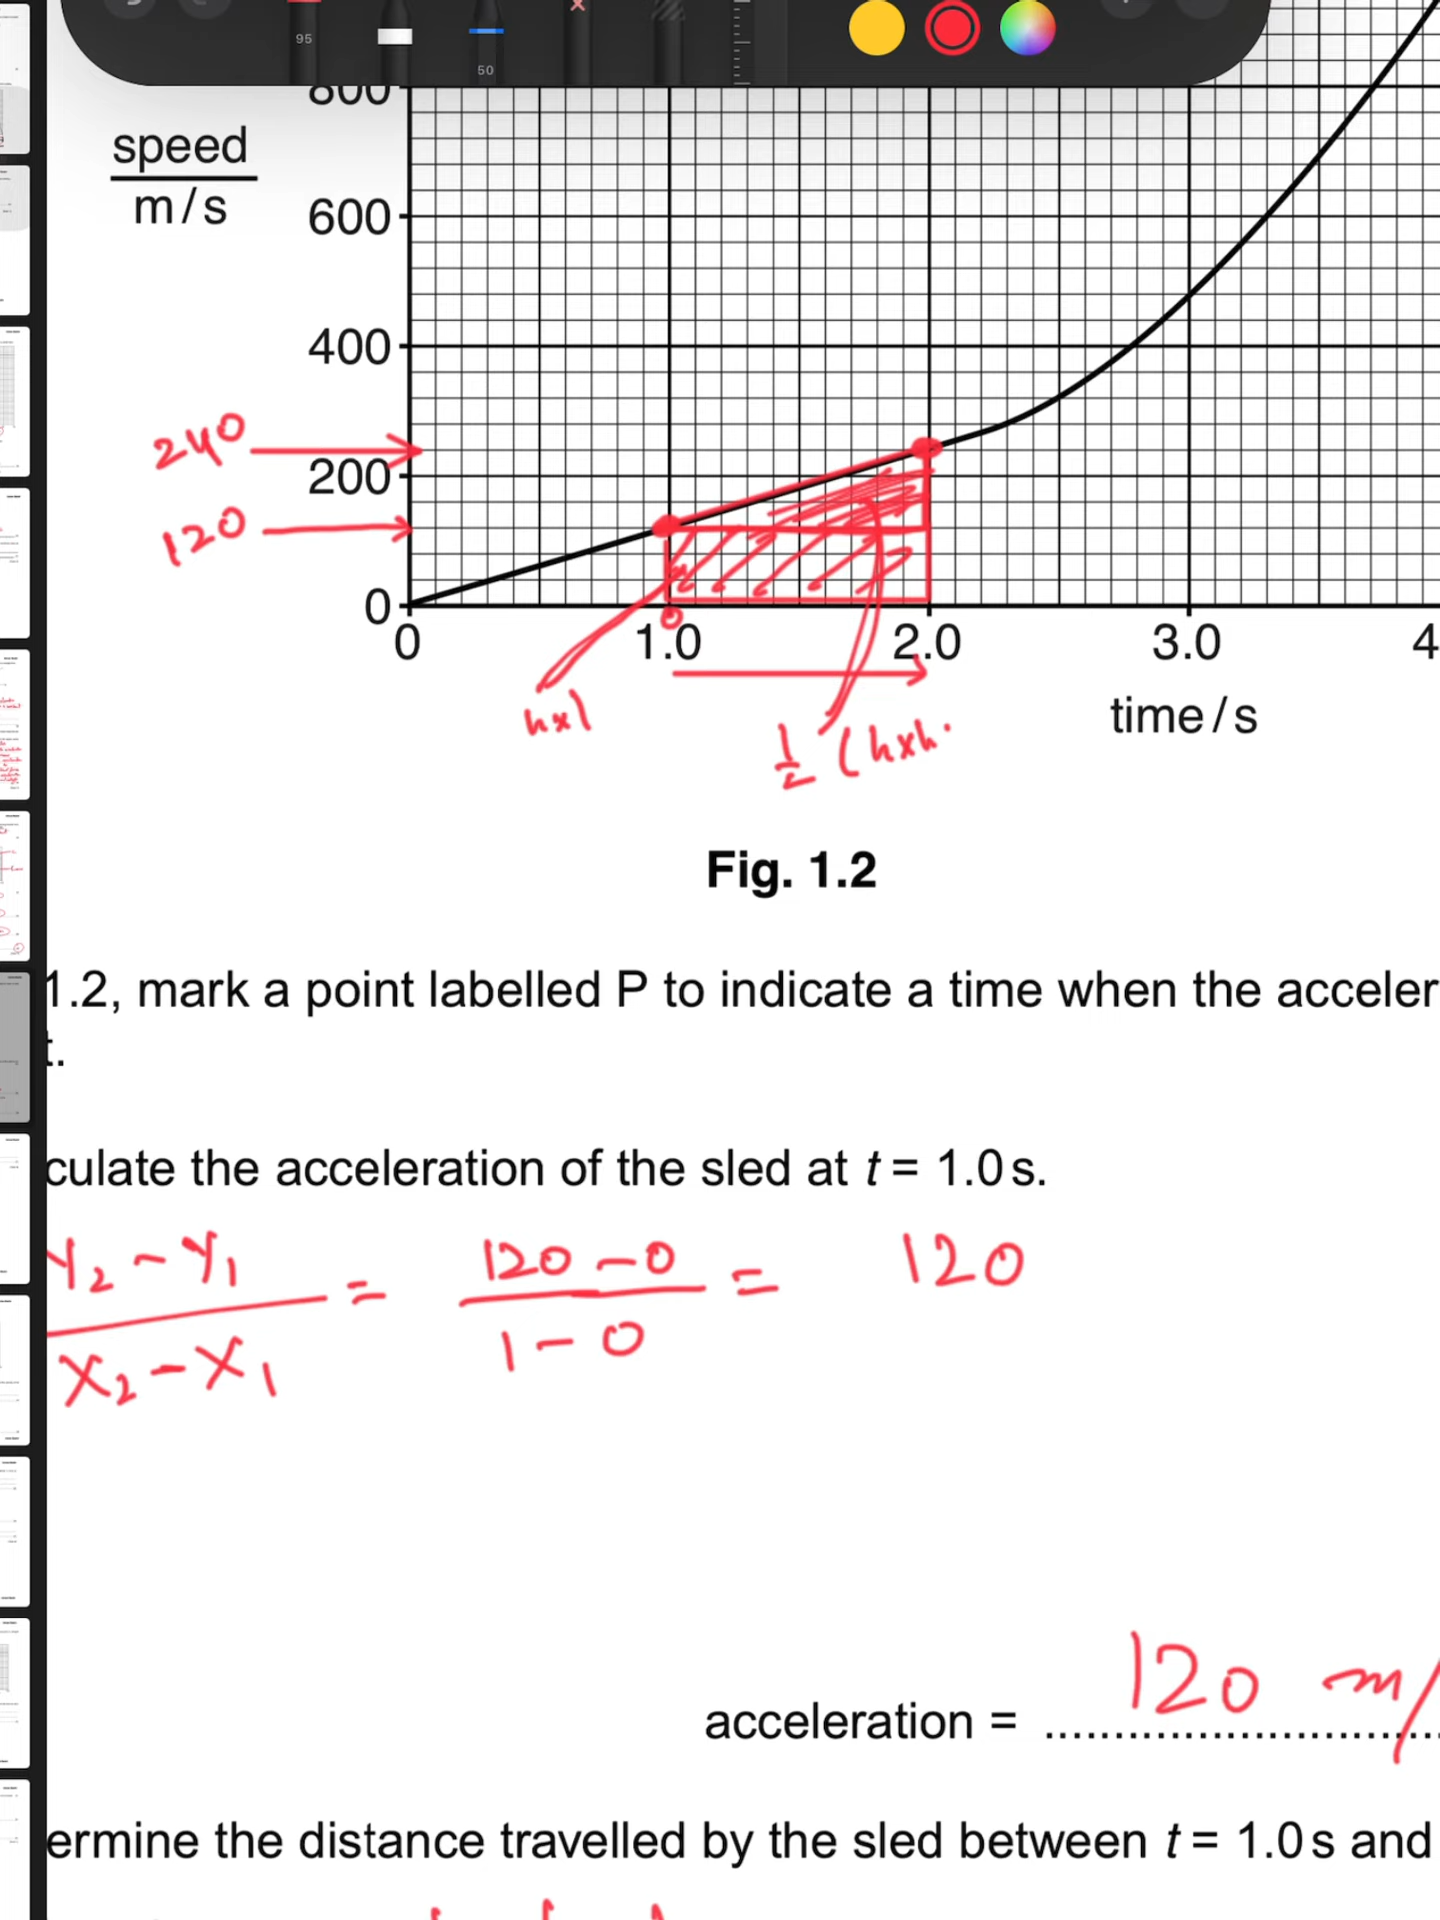 95
50
800
speed
m/s
600
400
240
200
120
0
0 1.0 2.0 3.0 4
time/s
h×l
1/2 (h×h.
Fig. 1.2
1.2, mark a point labelled P to indicate a time when the acceler
t.
culate the acceleration of the sled at t = 1.0 s.
Y2 - Y1 / X2 - X1 = 120 - 0 / 1 - 0 = 120
acceleration = 120 m/
ermine the distance travelled by the sled between t = 1.0 s and